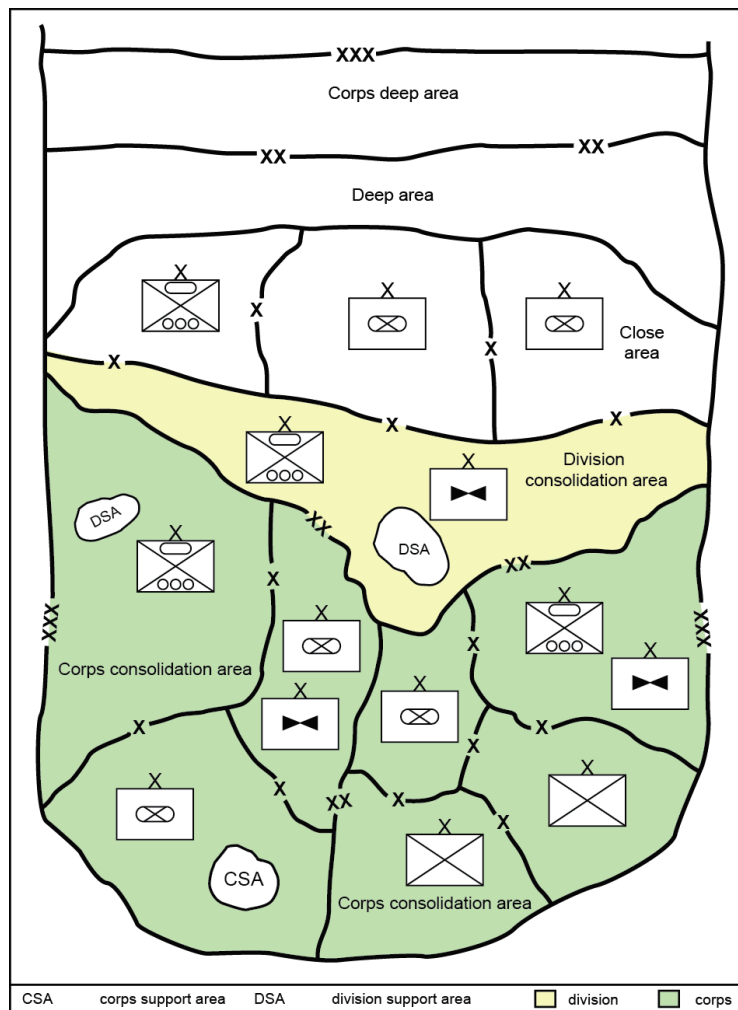 XXX
Corps deep area
XX XX
Deep area
X
X X
X X
Close
area
X X X
X
X
Division
consolidation area
DSA
XX
DSA
X
XX
X
X
XXX
X
X
XXX
Corps consolidation area
X
X
X
X
X
X
X
X
X
XX
X
X
X
CSA
Corps consolidation area
CSA corps support area DSA division support area division corps